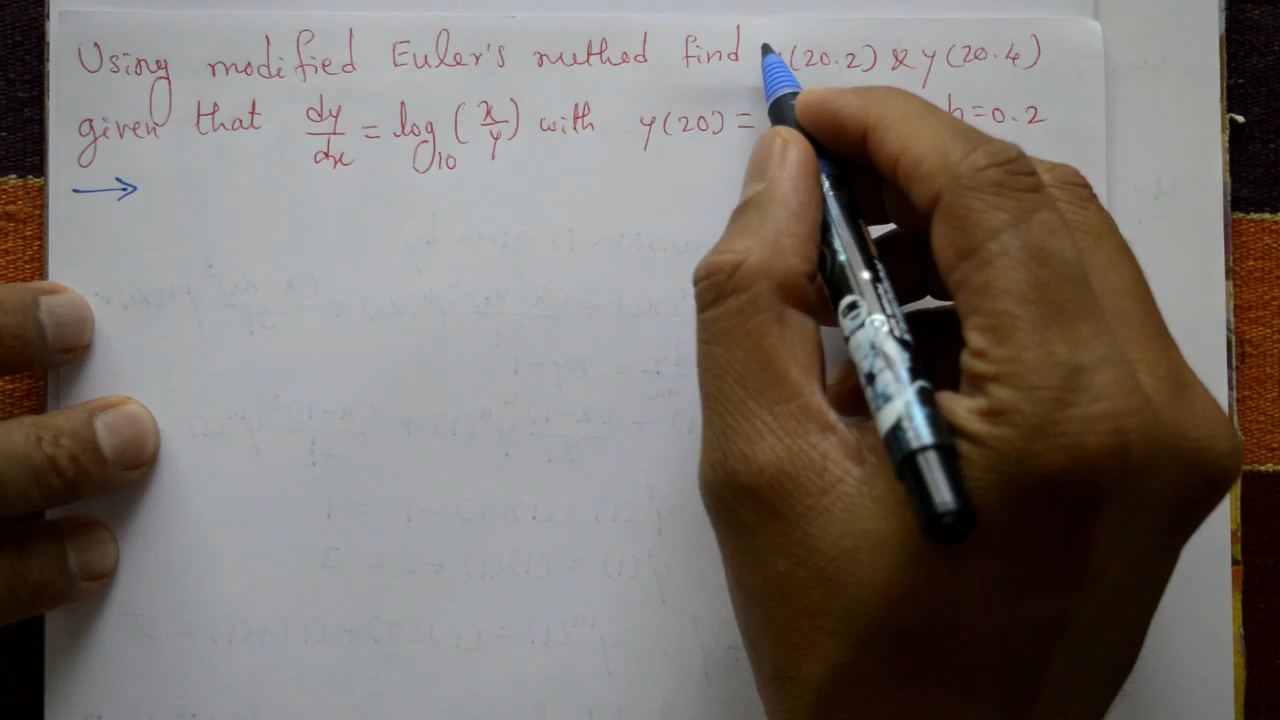 Using modified Euler's method find (20.2) & y(20.4)
given that dy/dx = log₁₀(x/y) with y(20) = h=0.2
→